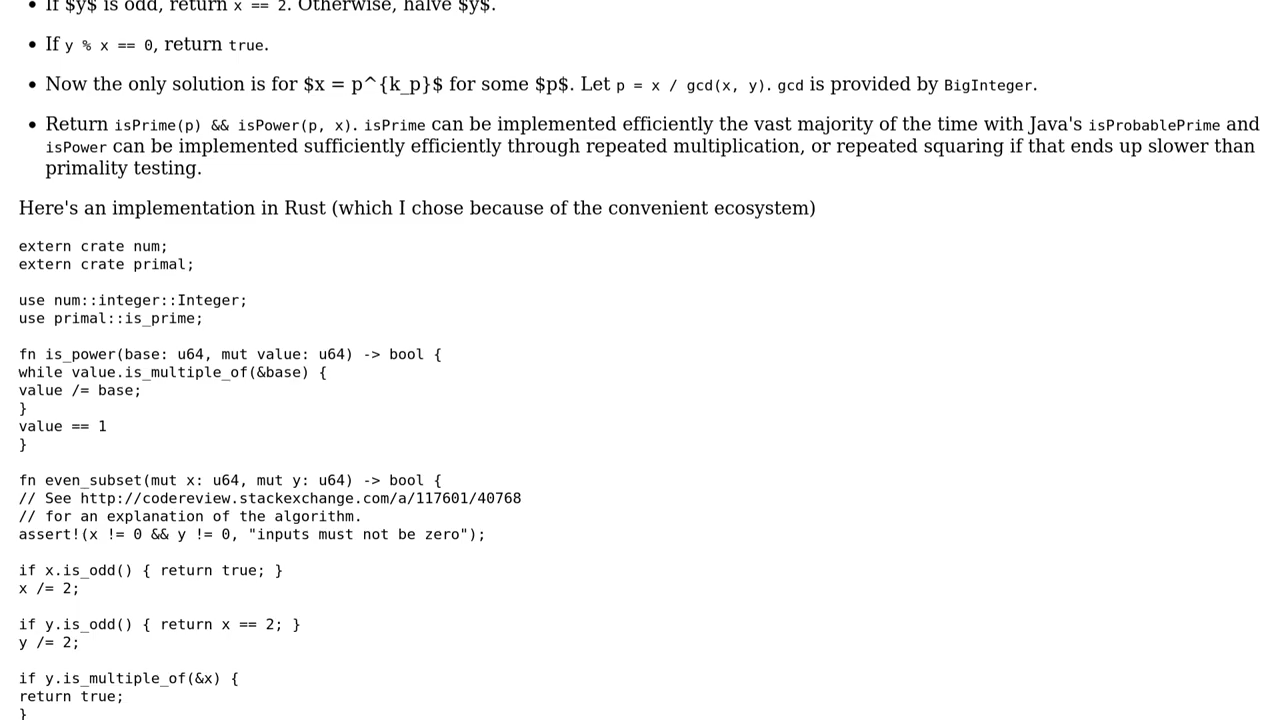 • If $y$ is odd, return x == 2. Otherwise, halve $y$.
• If y % x == 0, return true.
• Now the only solution is for $x = p^{k_p}$ for some $p$. Let p = x / gcd(x, y). gcd is provided by BigInteger.
• Return isPrime(p) && isPower(p, x). isPrime can be implemented efficiently the vast majority of the time with Java's isProbablePrime and
isPower can be implemented sufficiently efficiently through repeated multiplication, or repeated squaring if that ends up slower than
primality testing.
Here's an implementation in Rust (which I chose because of the convenient ecosystem)
extern crate num;
extern crate primal;
use num::integer::Integer;
use primal::is_prime;
fn is_power(base: u64, mut value: u64) -> bool {
while value.is_multiple_of(&base) {
value /= base;
}
value == 1
}
fn even_subset(mut x: u64, mut y: u64) -> bool {
// See http://codereview.stackexchange.com/a/117601/40768
// for an explanation of the algorithm.
assert!(x != 0 && y != 0, "inputs must not be zero");
if x.is_odd() { return true; }
x /= 2;
if y.is_odd() { return x == 2; }
y /= 2;
if y.is_multiple_of(&x) {
return true;
}